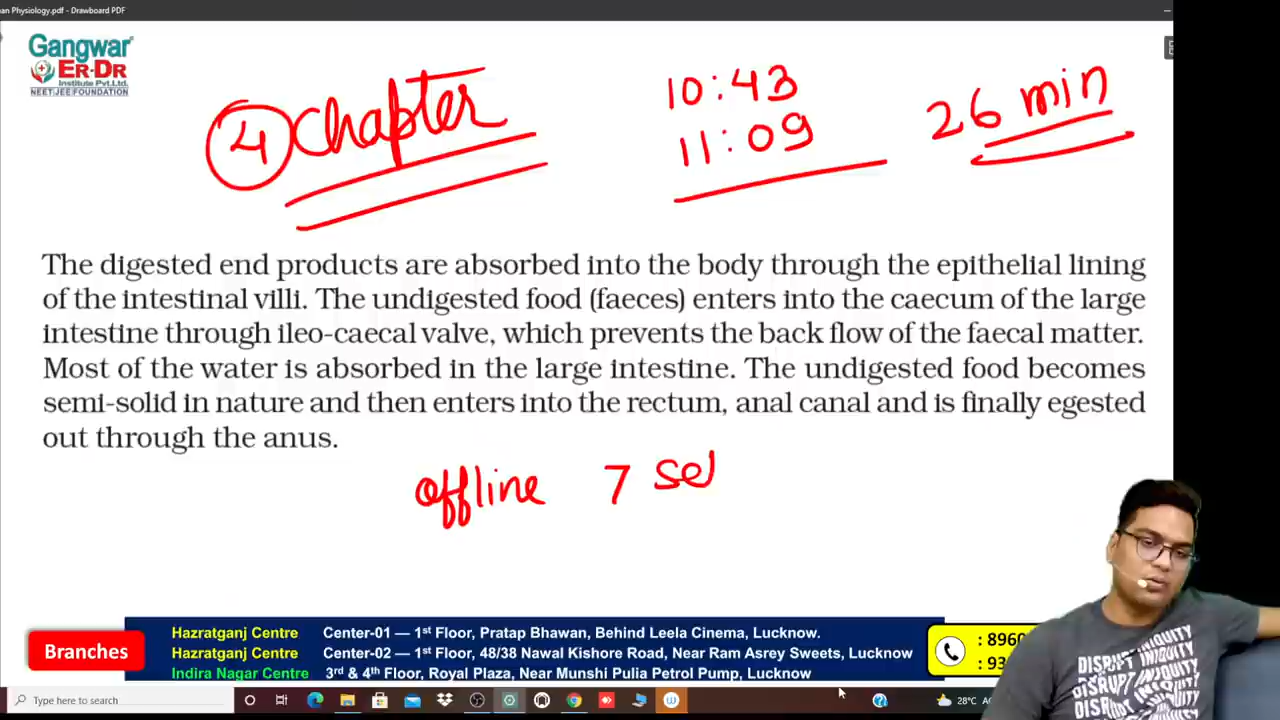 an Physiology.pdf - Drawboard PDF
Gangwar
ER-DR
Institute Pvt.Ltd.
NEET|JEE|FOUNDATION
4 Chapter
10:43
11:09
26 min
The digested end products are absorbed into the body through the epithelial lining
of the intestinal villi. The undigested food (faeces) enters into the caecum of the large
intestine through ileo-caecal valve, which prevents the back flow of the faecal matter.
Most of the water is absorbed in the large intestine. The undigested food becomes
semi-solid in nature and then enters into the rectum, anal canal and is finally egested
out through the anus.
offline 7 sel
Branches
Hazratganj Centre Center-01 — 1st Floor, Pratap Bhawan, Behind Leela Cinema, Lucknow.
Hazratganj Centre Center-02 — 1st Floor, 48/38 Nawal Kishore Road, Near Ram Asrey Sweets, Lucknow
Indira Nagar Centre 3rd & 4th Floor, Royal Plaza, Near Munshi Pulia Petrol Pump, Lucknow
: 8960
: 93
DISRUPT INIQUITY
DISRUPT INIQUITY
DISRUPT INIQUITY
Type here to search
28°C